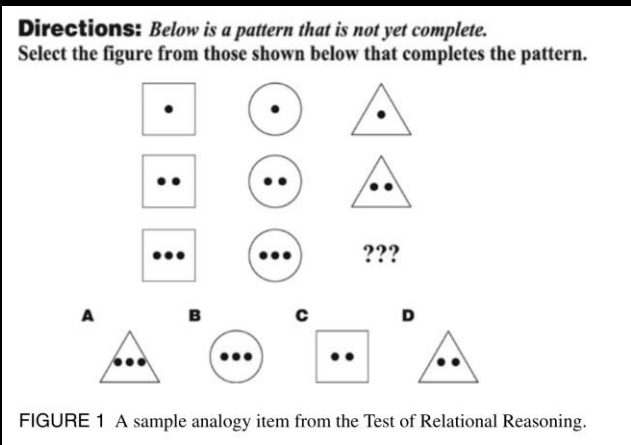 Directions: Below is a pattern that is not yet complete.
Select the figure from those shown below that completes the pattern.
???
A B C D
FIGURE 1 A sample analogy item from the Test of Relational Reasoning.